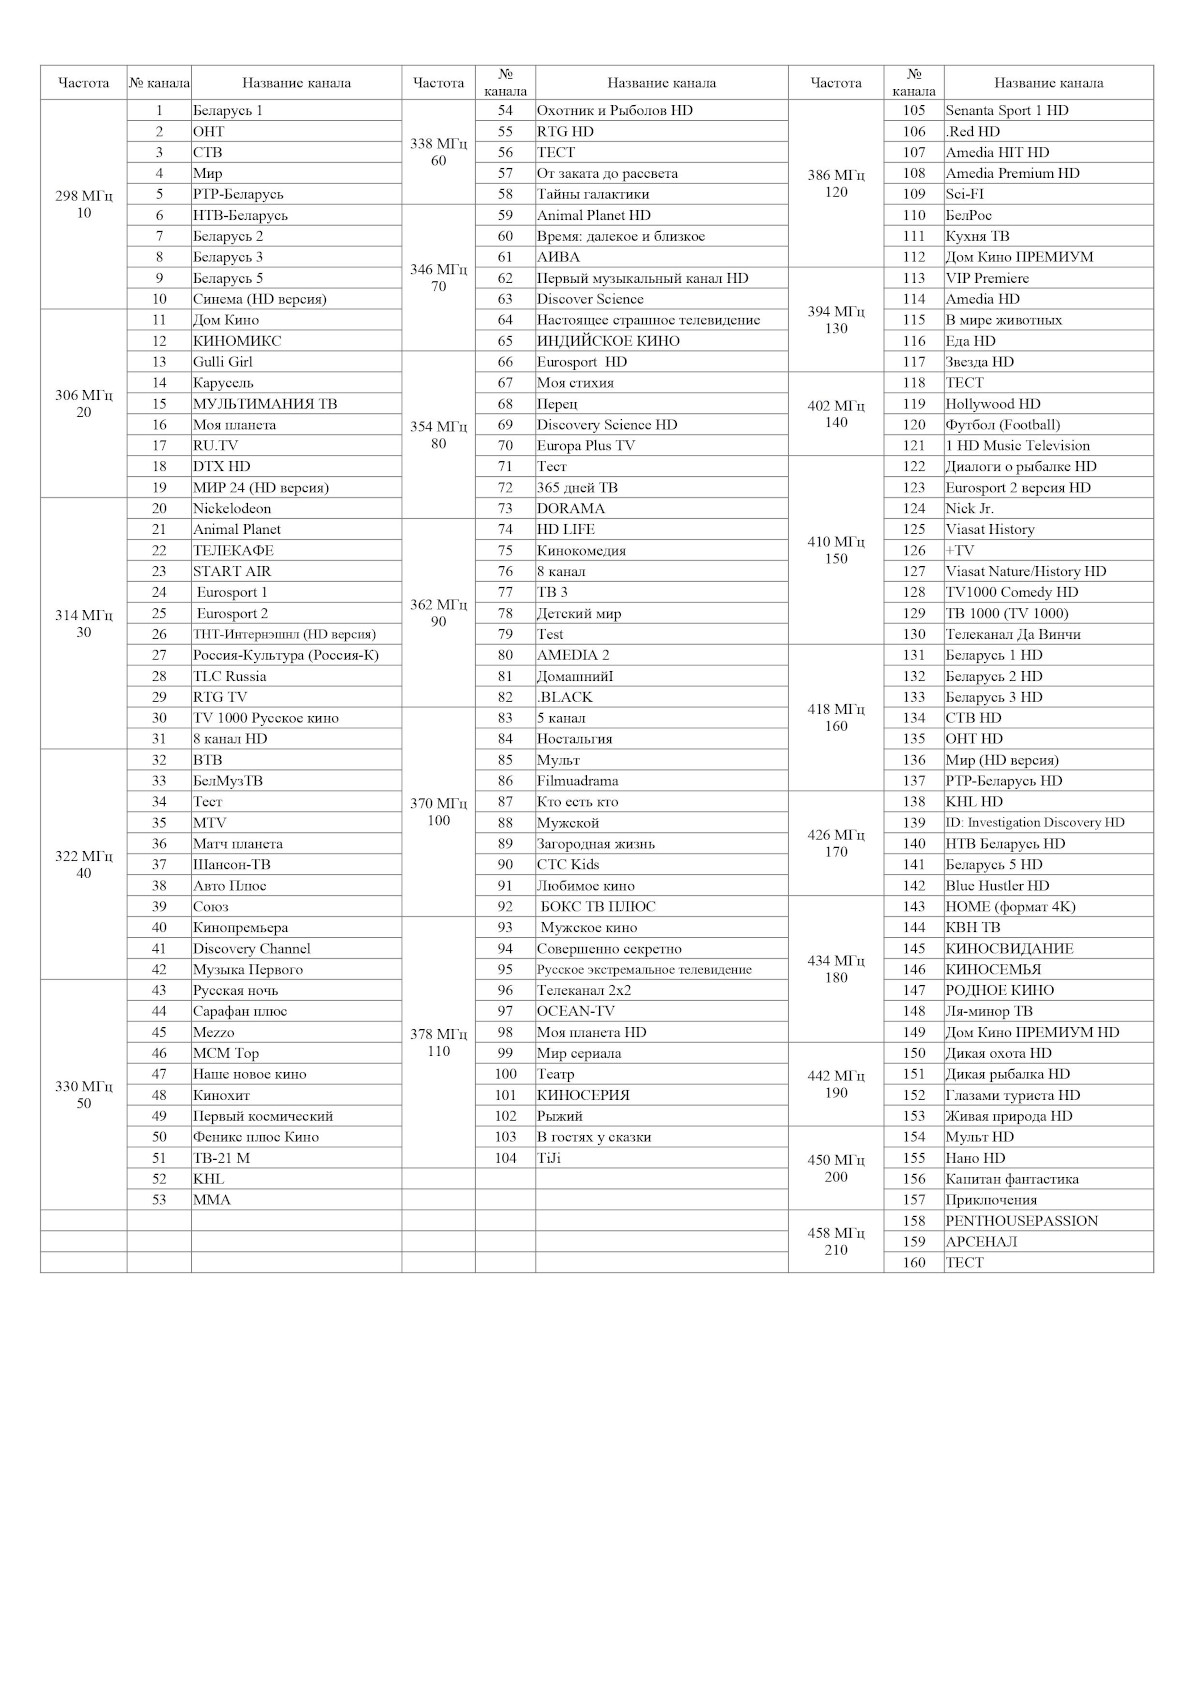 Частота № канала Название канала Частота № канала Название канала Частота № канала Название канала
298 МГц 10
1 Беларусь 1
2 ОНТ
3 СТВ
4 Мир
5 РТР-Беларусь
6 НТВ-Беларусь
7 Беларусь 2
8 Беларусь 3
9 Беларусь 5
10 Синема (HD версия)
306 МГц 20
11 Дом Кино
12 КИНОМИКС
13 Gulli Girl
14 Карусель
15 МУЛЬТИМАНИЯ ТВ
16 Моя планета
17 RU.TV
18 DTX HD
19 МИР 24 (HD версия)
314 МГц 30
20 Nickelodeon
21 Animal Planet
22 ТЕЛЕКАФЕ
23 START AIR
24 Eurosport 1
25 Eurosport 2
26 ТНТ-Интернэшнл (HD версия)
27 Россия-Культура (Россия-К)
28 TLC Russia
29 RTG TV
30 TV 1000 Русское кино
31 8 канал HD
322 МГц 40
32 ВТВ
33 БелМузТВ
34 Тест
35 MTV
36 Матч планета
37 Шансон-ТВ
38 Авто Плюс
39 Союз
40 Кинопремьера
41 Discovery Channel
42 Музыка Первого
330 МГц 50
43 Русская ночь
44 Сарафан плюс
45 Mezzo
46 MCM Top
47 Наше новое кино
48 Кинохит
49 Первый космический
50 Феникс плюс Кино
51 ТВ-21 М
52 KHL
53 ММА
338 МГц 60
54 Охотник и Рыболов HD
55 RTG HD
56 ТЕСТ
57 От заката до рассвета
58 Тайны галактики
346 МГц 70
59 Animal Planet HD
60 Время: далекое и близкое
61 АИВА
62 Первый музыкальный канал HD
63 Discover Science
64 Настоящее страшное телевидение
65 ИНДИЙСКОЕ КИНО
354 МГц 80
66 Eurosport HD
67 Моя стихия
68 Перец
69 Discovery Science HD
70 Europa Plus TV
71 Тест
72 365 дней ТВ
73 DORAMA
362 МГц 90
74 HD LIFE
75 Кинокомедия
76 8 канал
77 ТВ 3
78 Детский мир
79 Test
80 AMEDIA 2
81 ДомашнийI
82 .BLACK
370 МГц 100
83 5 канал
84 Ностальгия
85 Мульт
86 Filmuadrama
87 Кто есть кто
88 Мужской
89 Загородная жизнь
90 СТС Kids
91 Любимое кино
92 БОКС ТВ ПЛЮС
378 МГц 110
93 Мужское кино
94 Совершенно секретно
95 Русское экстремальное телевидение
96 Телеканал 2х2
97 OCEAN-TV
98 Моя планета HD
99 Мир сериала
100 Театр
101 КИНОСЕРИЯ
102 Рыжий
103 В гостях у сказки
104 TiJi
386 МГц 120
105 Senanta Sport 1 HD
106 .Red HD
107 Amedia HIT HD
108 Amedia Premium HD
109 Sci-FI
110 БелРос
111 Кухня ТВ
112 Дом Кино ПРЕМИУМ
394 МГц 130
113 VIP Premiere
114 Amedia HD
115 В мире животных
116 Еда HD
117 Звезда HD
402 МГц 140
118 ТЕСТ
119 Hollywood HD
120 Футбол (Football)
121 1 HD Music Television
410 МГц 150
122 Диалоги о рыбалке HD
123 Eurosport 2 версия HD
124 Nick Jr.
125 Viasat History
126 +TV
127 Viasat Nature/History HD
128 TV1000 Comedy HD
129 ТВ 1000 (TV 1000)
130 Телеканал Да Винчи
418 МГц 160
131 Беларусь 1 HD
132 Беларусь 2 HD
133 Беларусь 3 HD
134 СТВ HD
135 ОНТ HD
136 Мир (HD версия)
137 РТР-Беларусь HD
426 МГц 170
138 KHL HD
139 ID: Investigation Discovery HD
140 НТВ Беларусь HD
141 Беларусь 5 HD
142 Blue Hustler HD
434 МГц 180
143 HOME (формат 4K)
144 КВН ТВ
145 КИНОСВИДАНИЕ
146 КИНОСЕМЬЯ
147 РОДНОЕ КИНО
148 Ля-минор ТВ
149 Дом Кино ПРЕМИУМ HD
442 МГц 190
150 Дикая охота HD
151 Дикая рыбалка HD
152 Глазами туриста HD
153 Живая природа HD
450 МГц 200
154 Мульт HD
155 Нано HD
156 Капитан фантастика
157 Приключения
458 МГц 210
158 PENTHOUSEPASSION
159 АРСЕНАЛ
160 ТЕСТ